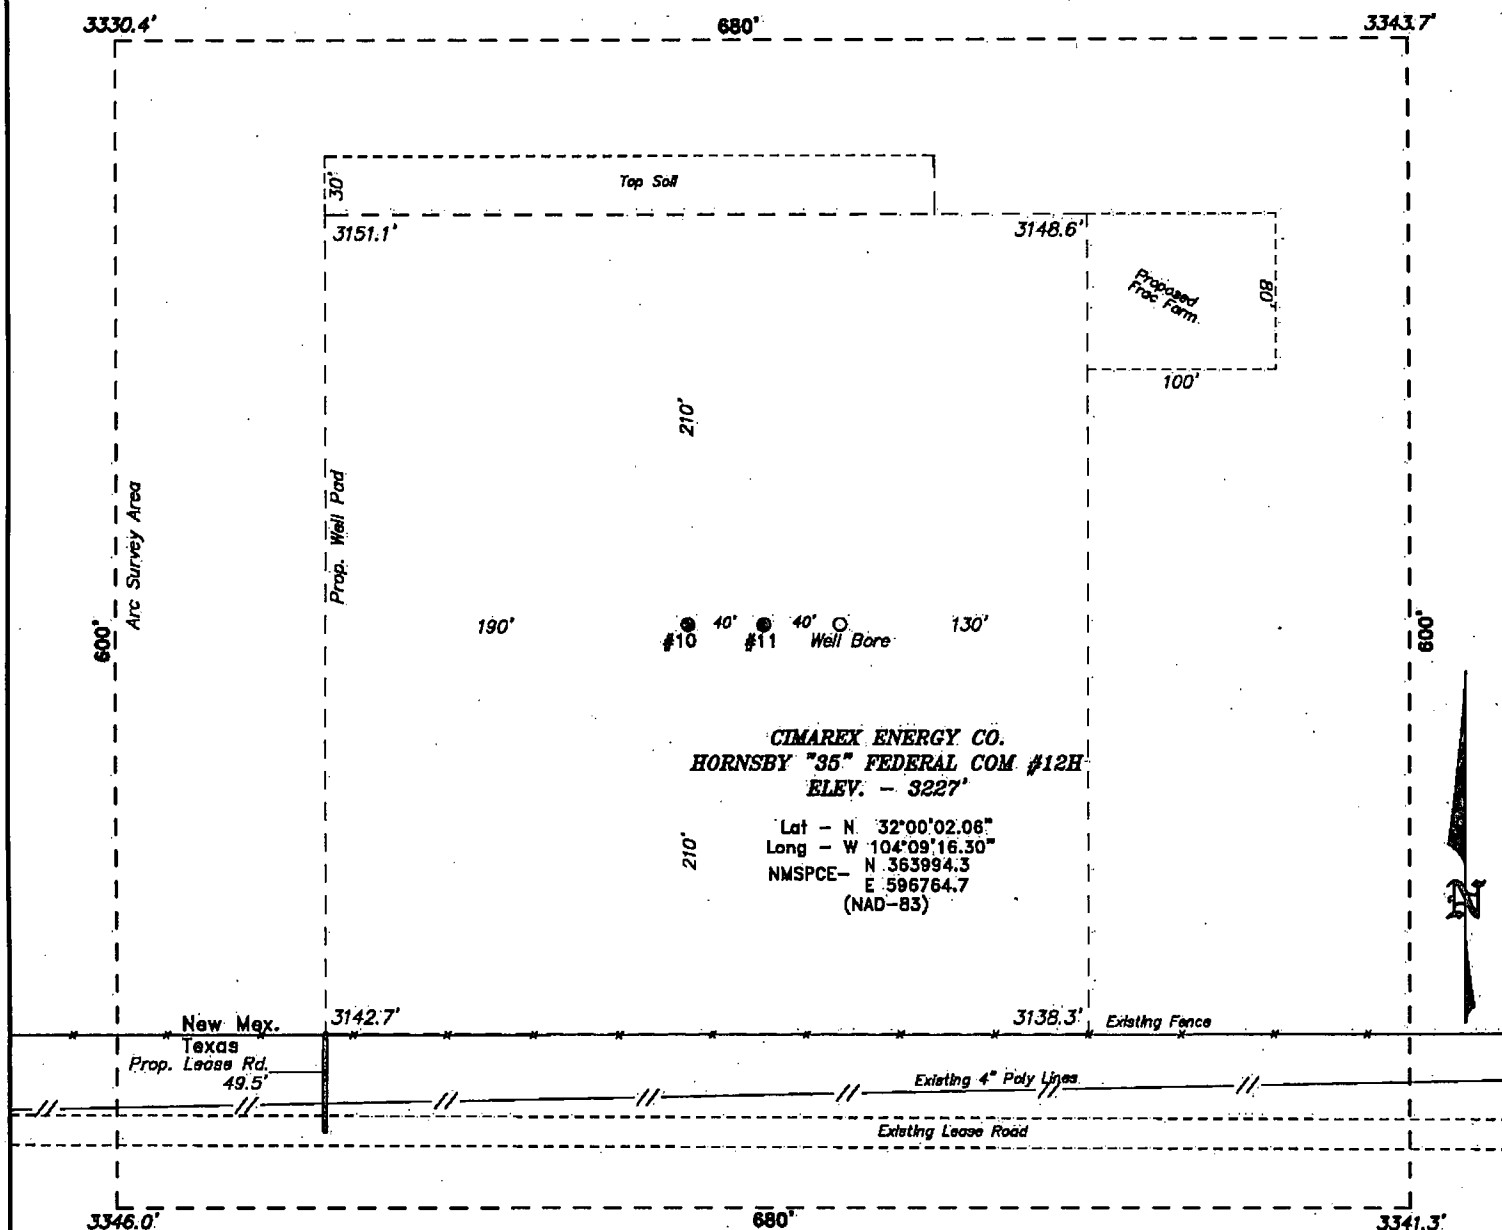 3330.4'
680'
3343.7'
30'
Top Soil
3151.1'
3148.6'
Proposed
Frac Farm
80'
100'
210'
Arc Survey Area
Prop. Well Pad
600'
190'
40'
40'
130'
600'
#10
#11
Well Bore
CIMAREX ENERGY CO.
HORNSBY "35" FEDERAL COM #12H
ELEV. - 3227'
210'
Lat - N 32°00'02.06"
Long - W 104°09'16.30"
NMSPCE- N 363994.3
E 596764.7
(NAD-83)
N
3142.7'
3138.3'
Existing Fence
New Mex.
Texas
Prop. Lease Rd.
49.5'
Existing 4" Poly Lines
Existing Lease Road
3346.0'
680'
3341.3'